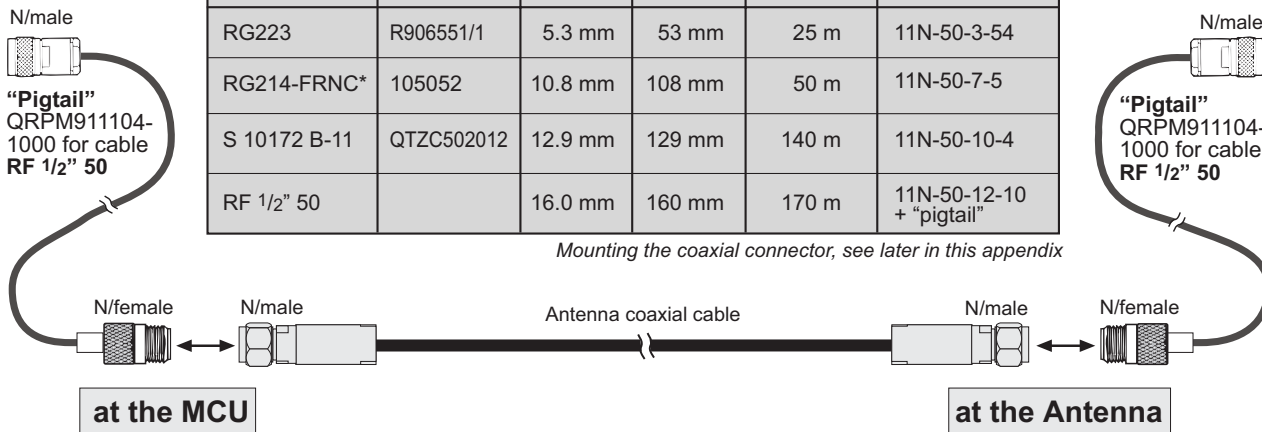 N/male
"Pigtail"
QRPM911104-
1000 for cable
RF 1/2" 50
RG223 R906551/1 5.3 mm 53 mm 25 m 11N-50-3-54
RG214-FRNC* 105052 10.8 mm 108 mm 50 m 11N-50-7-5
S 10172 B-11 QTZC502012 12.9 mm 129 mm 140 m 11N-50-10-4
RF 1/2" 50 16.0 mm 160 mm 170 m 11N-50-12-10
+ "pigtail"
Mounting the coaxial connector, see later in this appendix
N/male
"Pigtail"
QRPM911104-
1000 for cable
RF 1/2" 50
N/female N/male Antenna coaxial cable N/male N/female
at the MCU at the Antenna